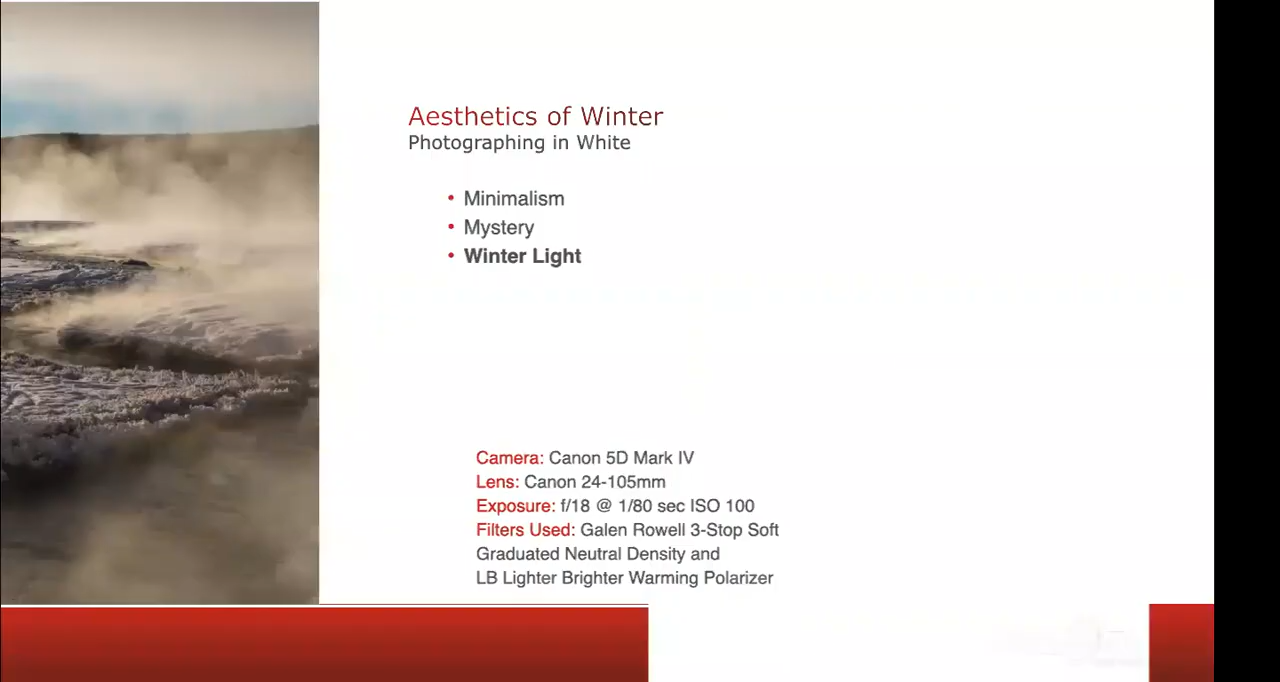 Aesthetics of Winter
Photographing in White
• Minimalism
• Mystery
• Winter Light
Camera: Canon 5D Mark IV
Lens: Canon 24-105mm
Exposure: f/18 @ 1/80 sec ISO 100
Filters Used: Galen Rowell 3-Stop Soft
Graduated Neutral Density and
LB Lighter Brighter Warming Polarizer